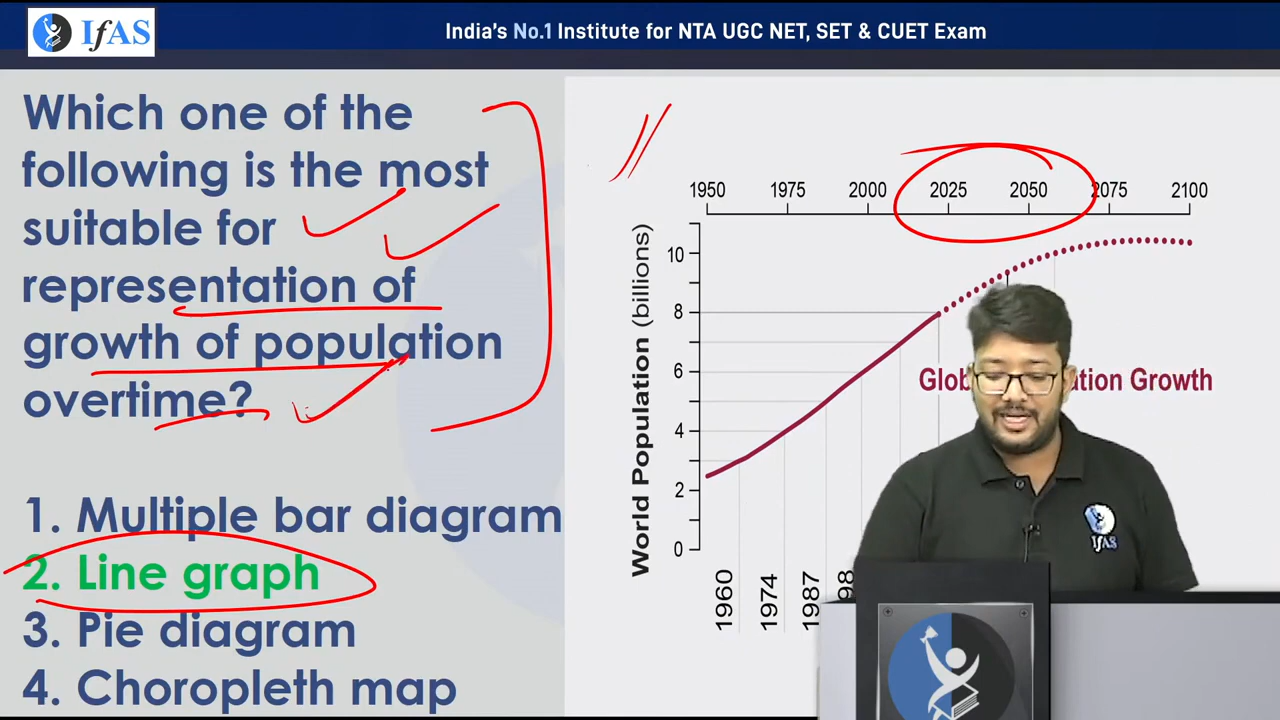 IfAS
India's No.1 Institute for NTA UGC NET, SET & CUET Exam
Which one of the
following is the most
suitable for
representation of
growth of population
overtime?
1. Multiple bar diagram
2. Line graph
3. Pie diagram
4. Choropleth map
1950 1975 2000 2025 2050 2075 2100
World Population (billions)
10
8
6
4
2
0
Growth
1960 1974 1987
IfAS